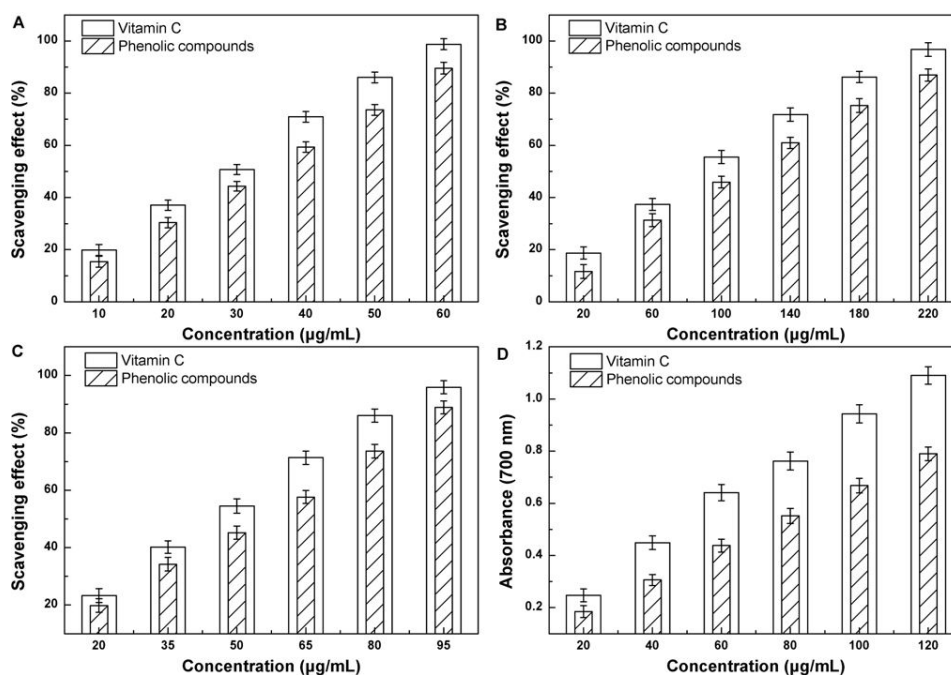 A
Vitamin C
Phenolic compounds
100
80
60
40
20
0
Scavenging effect (%)
10 20 30 40 50 60
Concentration (µg/mL)
B
Vitamin C
Phenolic compounds
100
80
60
40
20
0
Scavenging effect (%)
20 60 100 140 180 220
Concentration (µg/mL)
C
Vitamin C
Phenolic compounds
100
80
60
40
20
Scavenging effect (%)
20 35 50 65 80 95
Concentration (µg/mL)
D
Vitamin C
Phenolic compounds
1.2
1.0
0.8
0.6
0.4
0.2
Absorbance (700 nm)
20 40 60 80 100 120
Concentration (µg/mL)